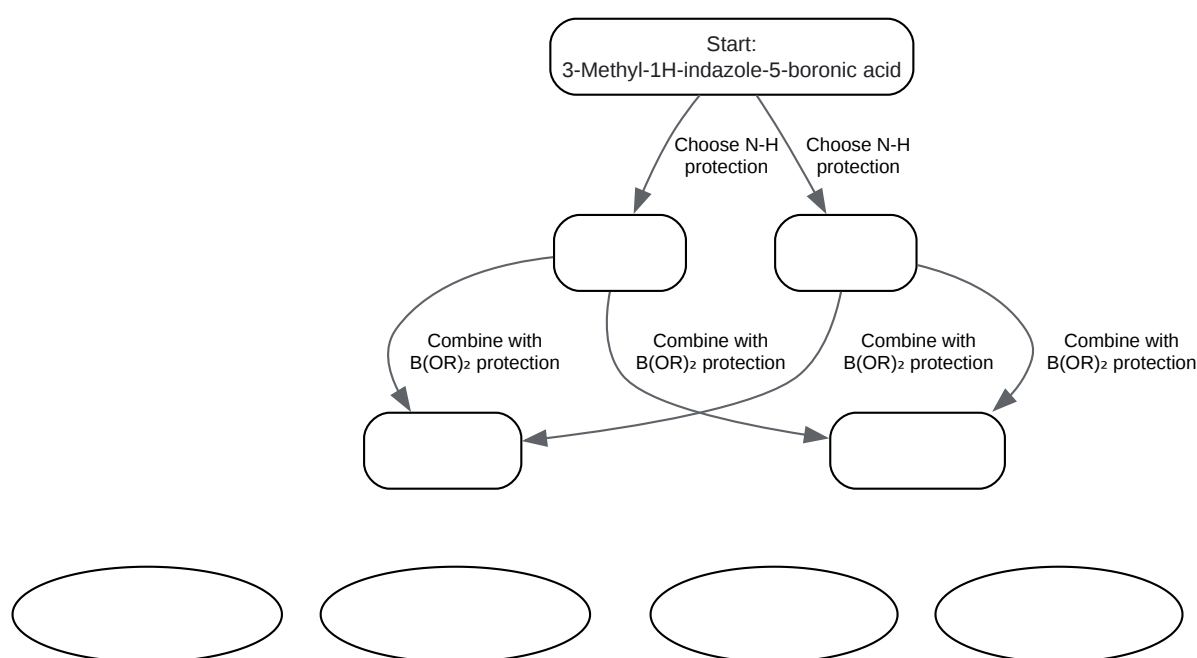 Start:
3-Methyl-1H-indazole-5-boronic acid
Choose N-H
protection
Choose N-H
protection
Combine with
B(OR)₂ protection
Combine with
B(OR)₂ protection
Combine with
B(OR)₂ protection
Combine with
B(OR)₂ protection